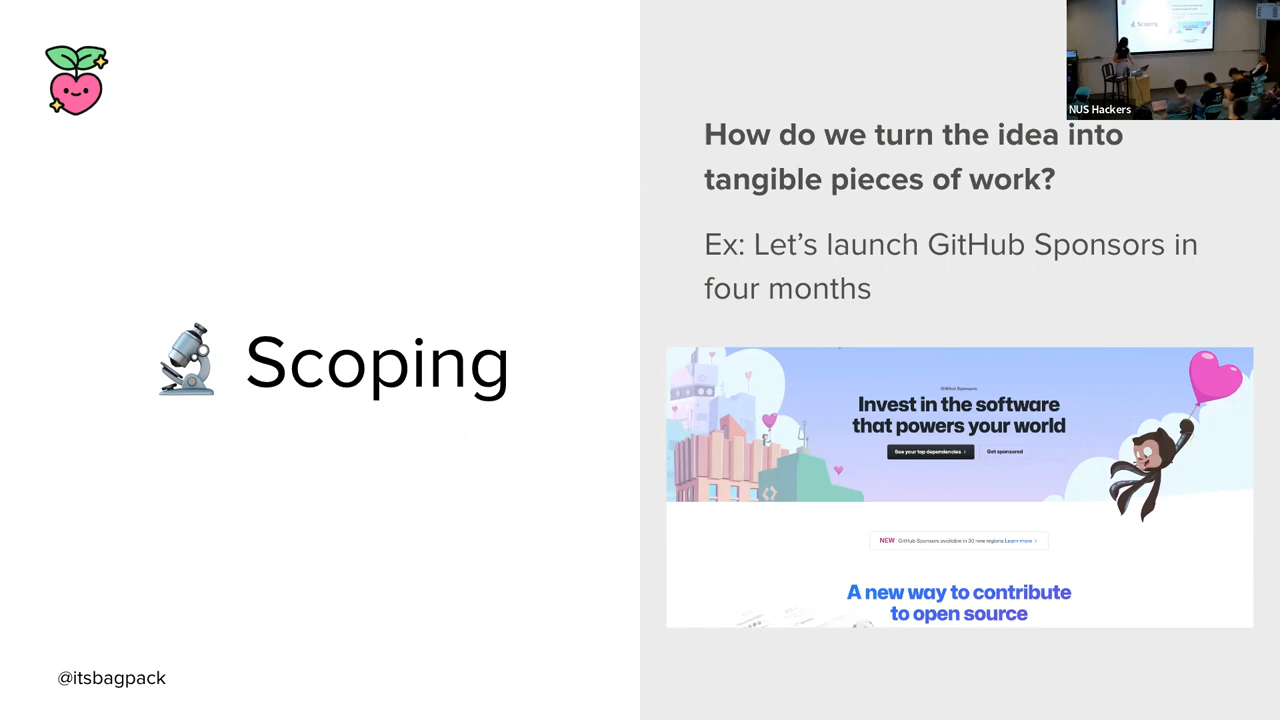 NUS Hackers
How do we turn the idea into
tangible pieces of work?
Ex: Let's launch GitHub Sponsors in
four months
Scoping
GitHub Sponsors
Invest in the software
that powers your world
See your top dependencies >
Get sponsored
NEW GitHub Sponsors available in 30 new regions Learn more >
A new way to contribute
to open source
@itsbagpack